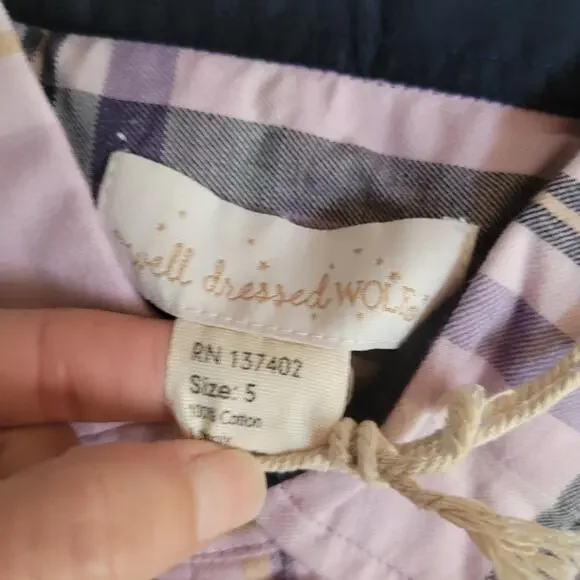 well dressed WOLF
RN 137402
Size: 5
100% Cotton